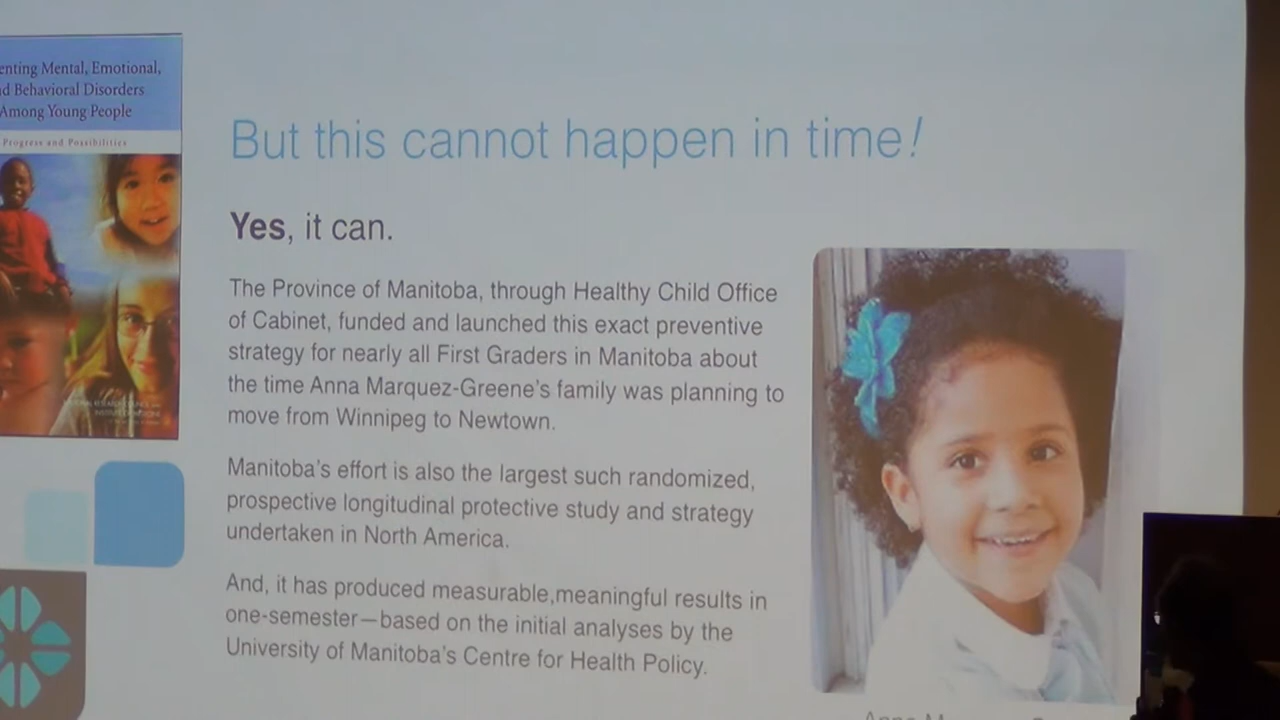 enting Mental, Emotional,
d Behavioral Disorders
Among Young People
Progress and Possibilities
But this cannot happen in time!
Yes, it can.
The Province of Manitoba, through Healthy Child Office
of Cabinet, funded and launched this exact preventive
strategy for nearly all First Graders in Manitoba about
the time Anna Marquez-Greene's family was planning to
move from Winnipeg to Newtown.
Manitoba's effort is also the largest such randomized,
prospective longitudinal protective study and strategy
undertaken in North America.
And, it has produced measurable,meaningful results in
one-semester—based on the initial analyses by the
University of Manitoba's Centre for Health Policy.